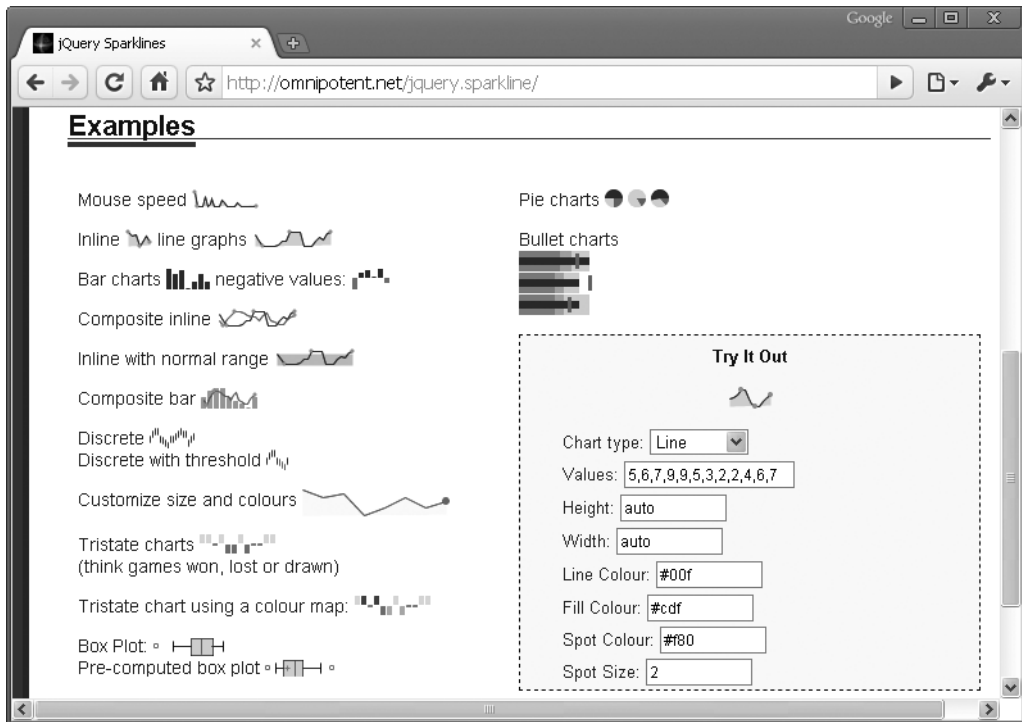 Google
jQuery Sparklines
http://omnipotent.net/jquery.sparkline/
Examples
Mouse speed
Inline line graphs
Bar charts negative values:
Composite inline
Inline with normal range
Composite bar
Discrete
Discrete with threshold
Customize size and colours
Tristate charts
(think games won, lost or drawn)
Tristate chart using a colour map:
Box Plot:
Pre-computed box plot
Pie charts
Bullet charts
Try It Out
Chart type: Line
Values: 5,6,7,9,9,5,3,2,2,4,6,7
Height: auto
Width: auto
Line Colour: #00f
Fill Colour: #cdf
Spot Colour: #f80
Spot Size: 2